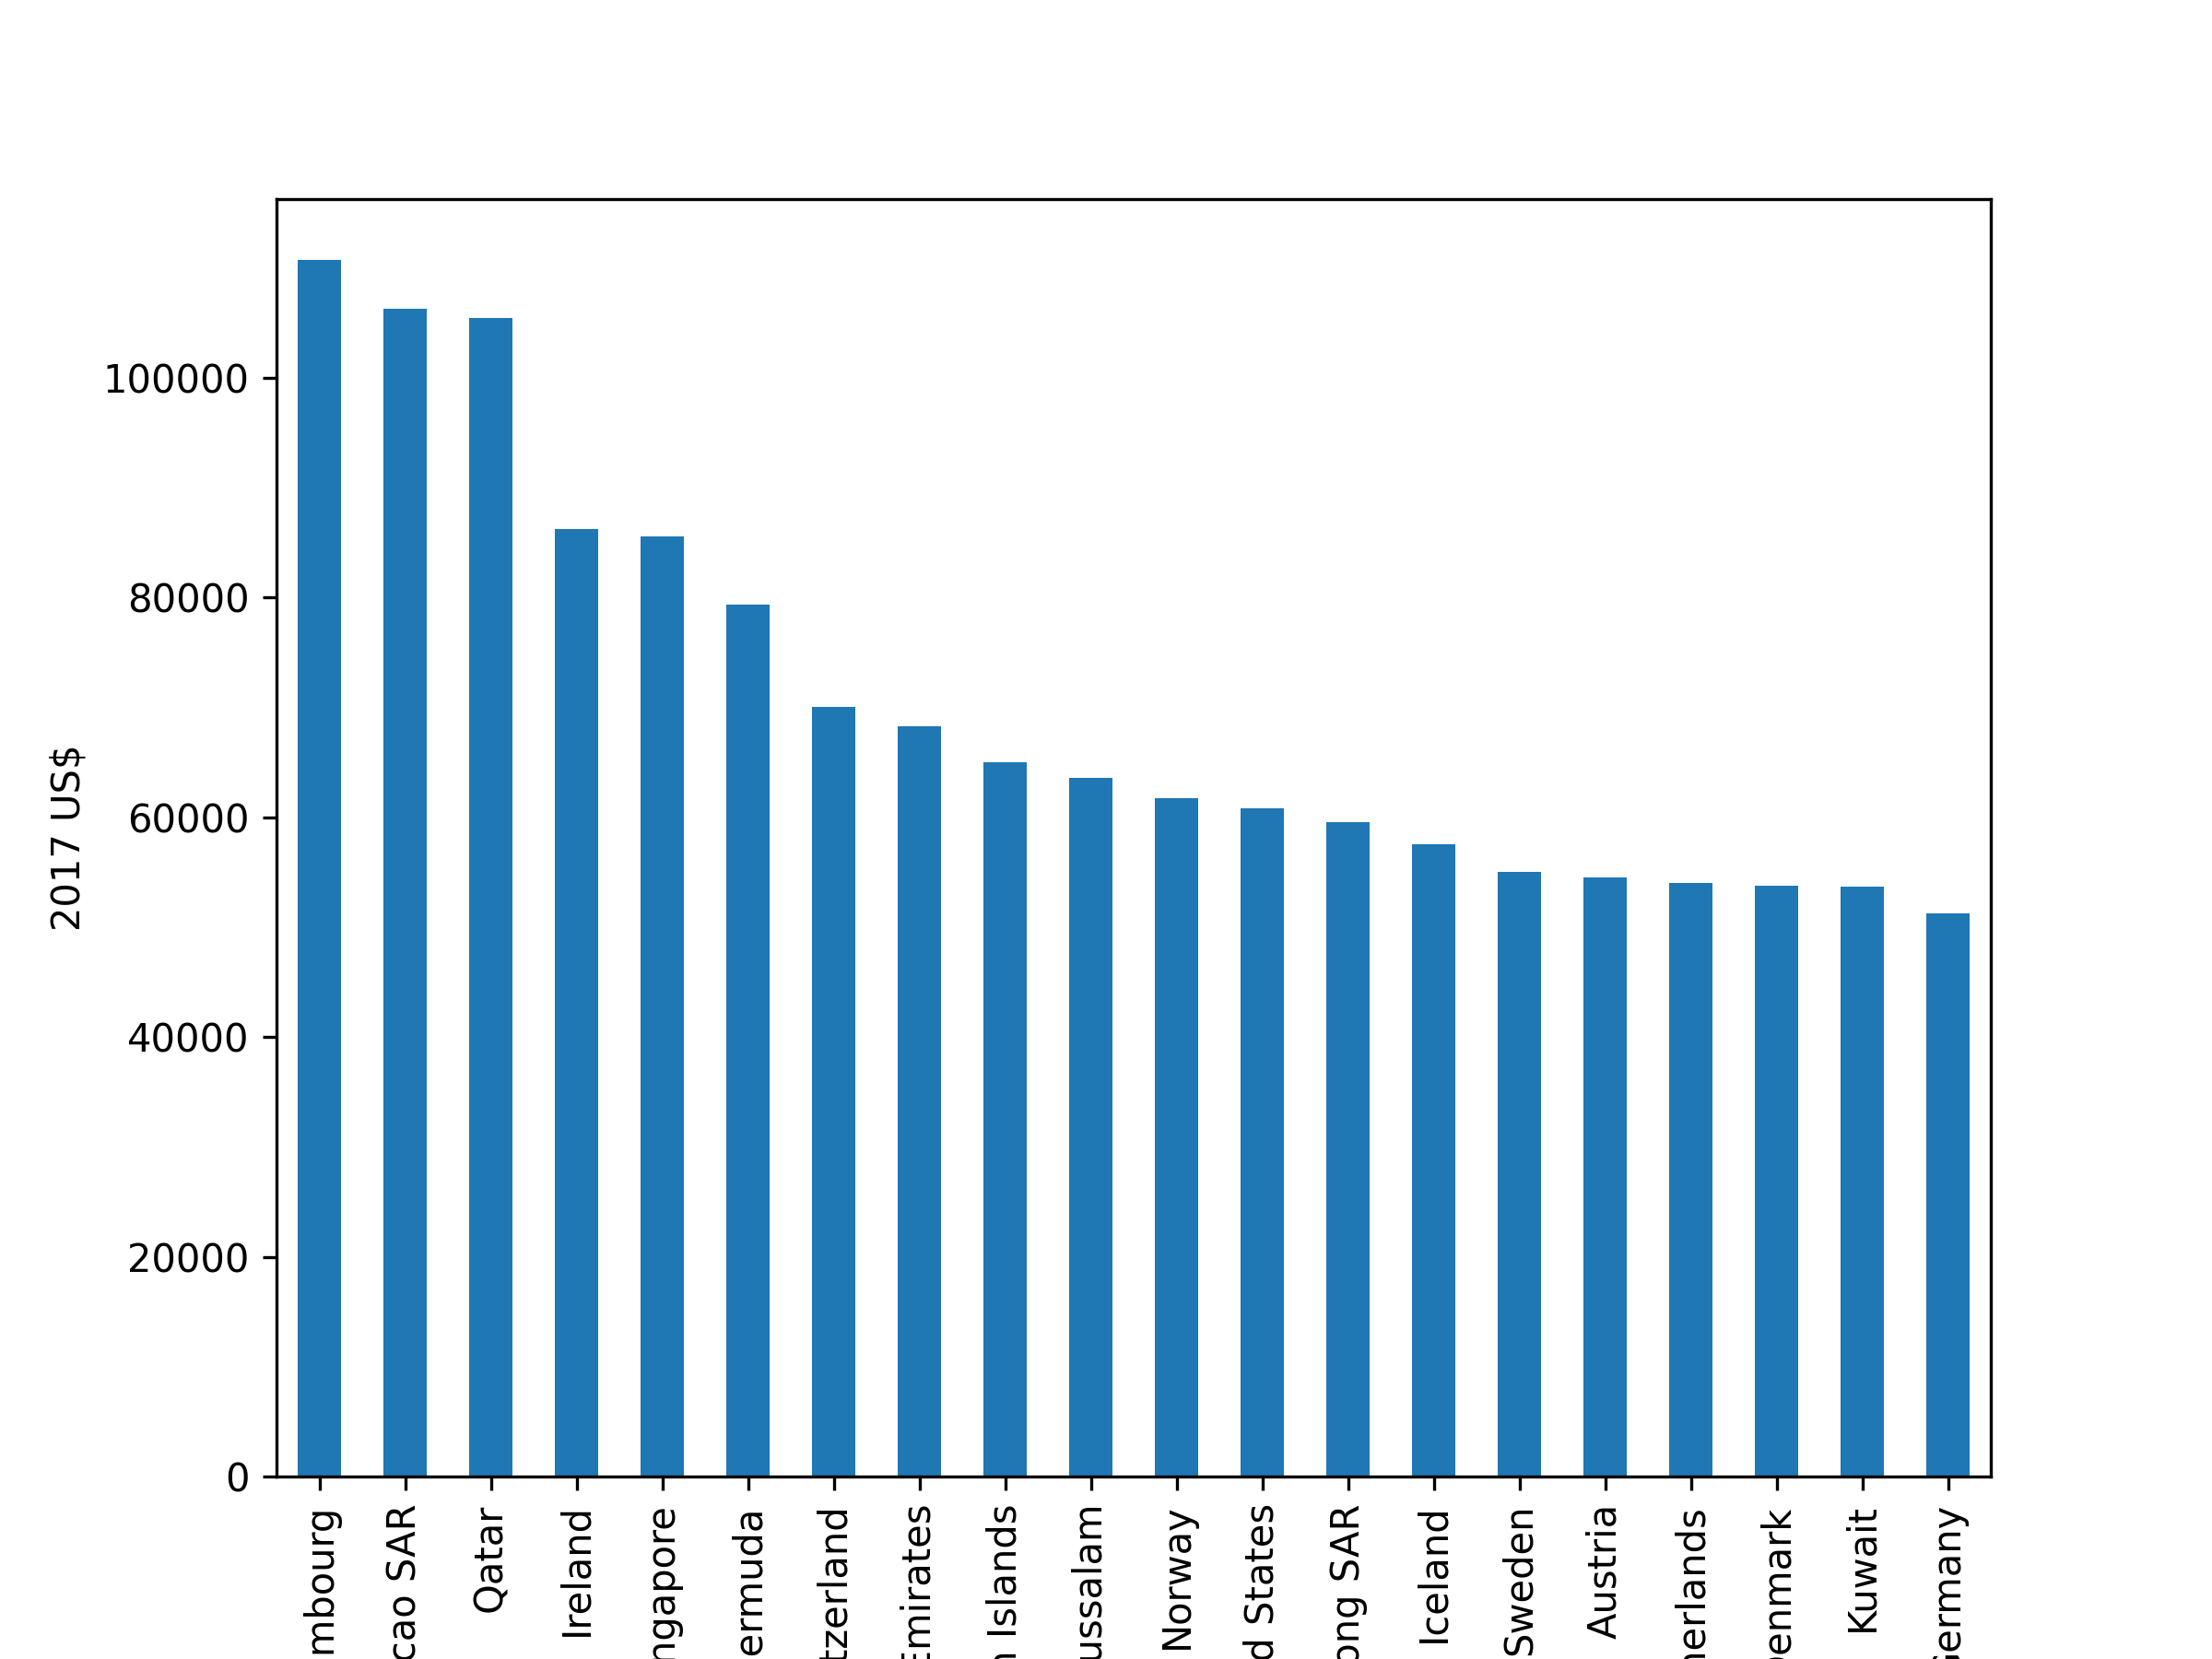 100000
80000
60000
40000
20000
0
2017 US$
mbourg
cao SAR
Qatar
Ireland
ngapore
ermuda
tzerland
Emirates
n Islands
ussalam
Norway
d States
ong SAR
Iceland
Sweden
Austria
herlands
Denmark
Kuwait
Germany